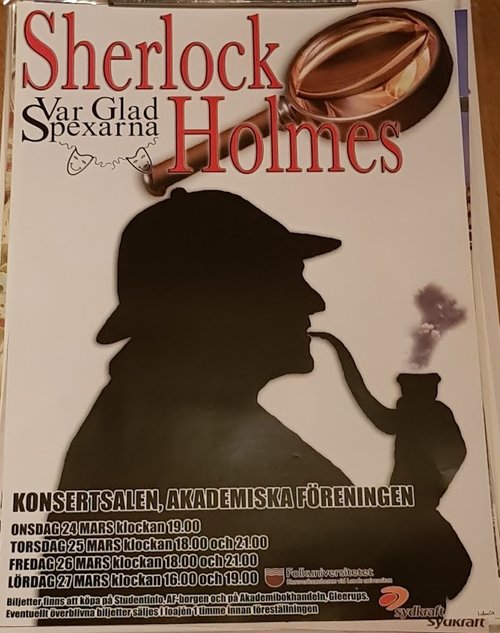 Sherlock
Holmes
Var Glad
Spexarna
KONSERTSALEN, AKADEMISKA FÖRENINGEN
ONSDAG 24 MARS klockan 19.00
TORSDAG 25 MARS klockan 18.00 och 21.00
FREDAG 26 MARS klockan 18.00 och 21.00
LÖRDAG 27 MARS klockan 16.00 och 19.00
Folkuniversitetet
Biljetter finns att köpa på Studentinfo, AF-borgen och på Akademibokhandeln, Gleerups.
Eventuellt överblivna biljetter säljes i foajén 1 timme innan föreställningen
sydkraft
sydkraft